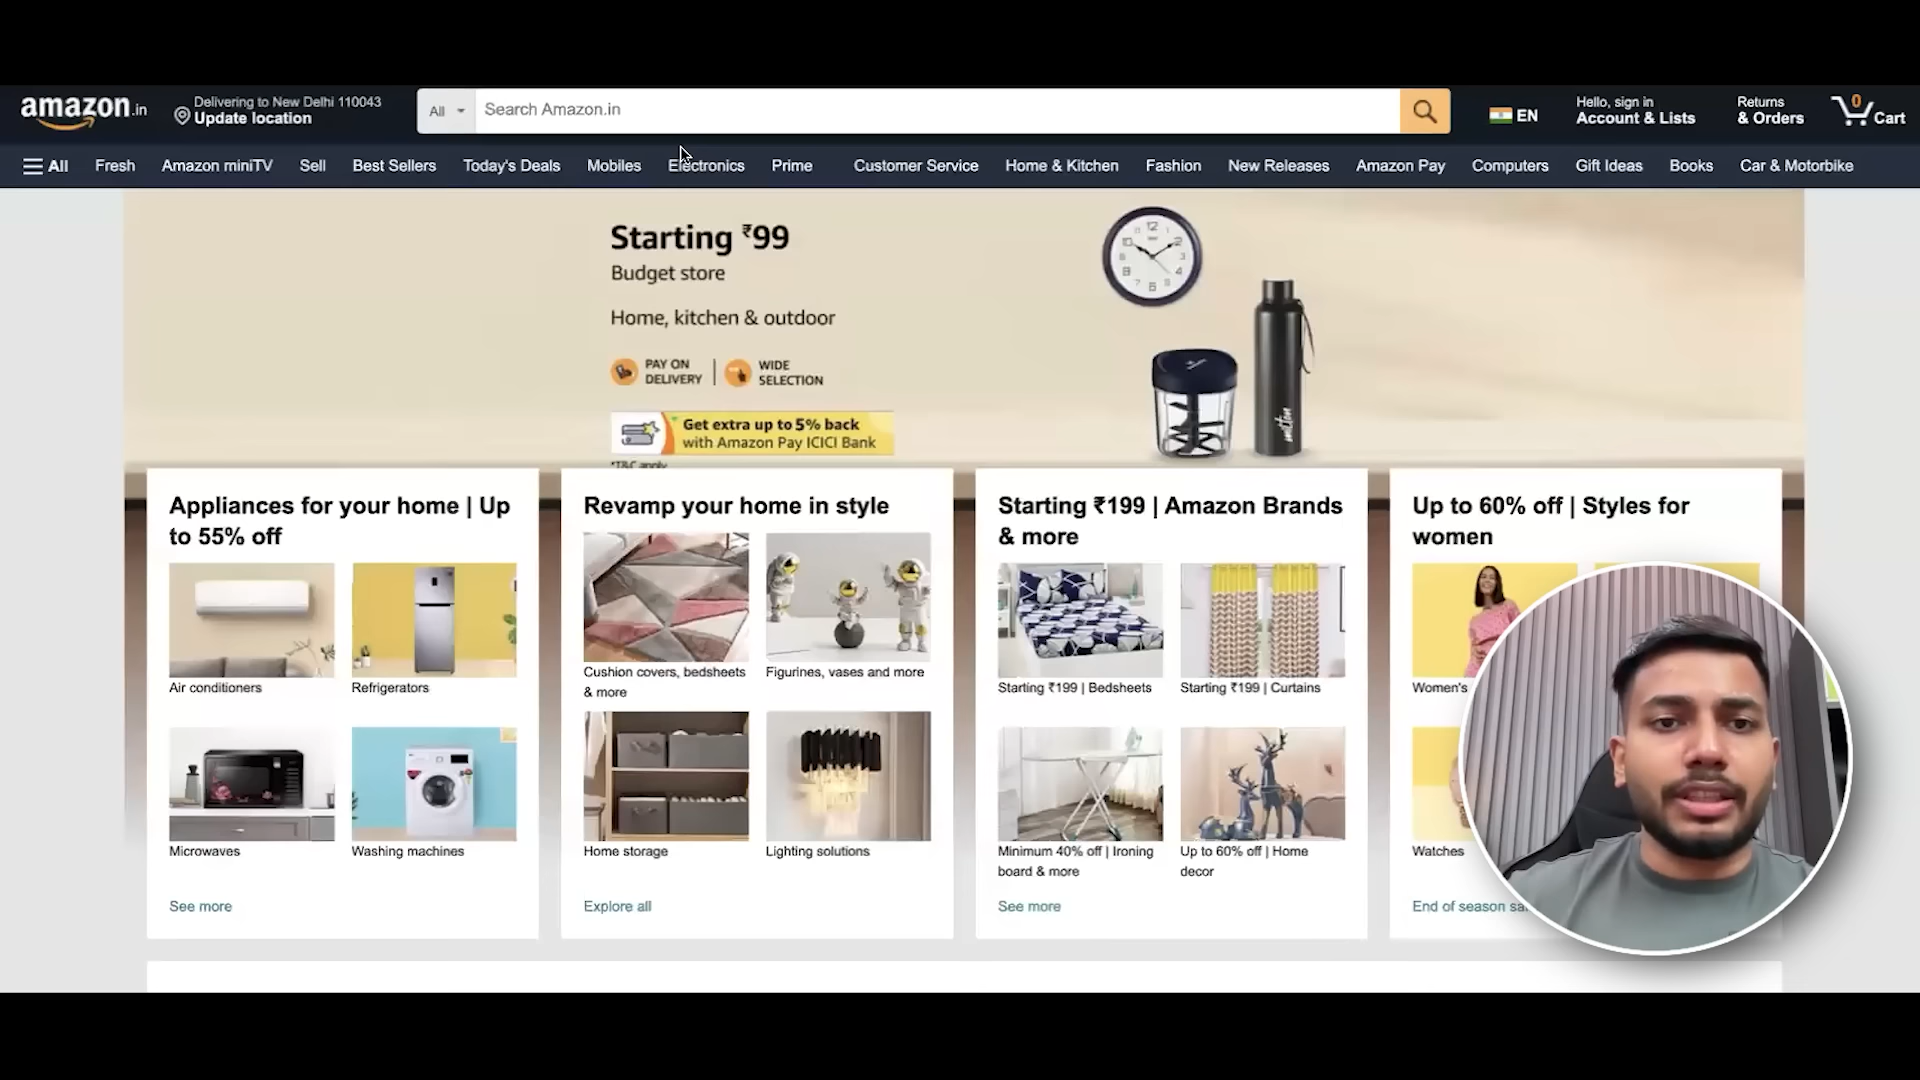 amazon.in
Delivering to New Delhi 110043
Update location
All
Search Amazon.in
EN
Hello, sign in
Account & Lists
Returns
& Orders
0
Cart
All
Fresh
Amazon miniTV
Sell
Best Sellers
Today's Deals
Mobiles
Electronics
Prime
Customer Service
Home & Kitchen
Fashion
New Releases
Amazon Pay
Computers
Gift Ideas
Books
Car & Motorbike
Starting ₹99
Budget store
Home, kitchen & outdoor
PAY ON
DELIVERY
WIDE
SELECTION
Get extra up to 5% back
with Amazon Pay ICICI Bank
*T&C apply
milton
Appliances for your home | Up
to 55% off
Air conditioners
Refrigerators
Microwaves
Washing machines
See more
Revamp your home in style
Cushion covers, bedsheets
& more
Figurines, vases and more
Home storage
Lighting solutions
Explore all
Starting ₹199 | Amazon Brands
& more
Starting ₹199 | Bedsheets
Starting ₹199 | Curtains
Minimum 40% off | Ironing
board & more
Up to 60% off | Home
decor
See more
Up to 60% off | Styles for
women
Women's
Watches
End of season